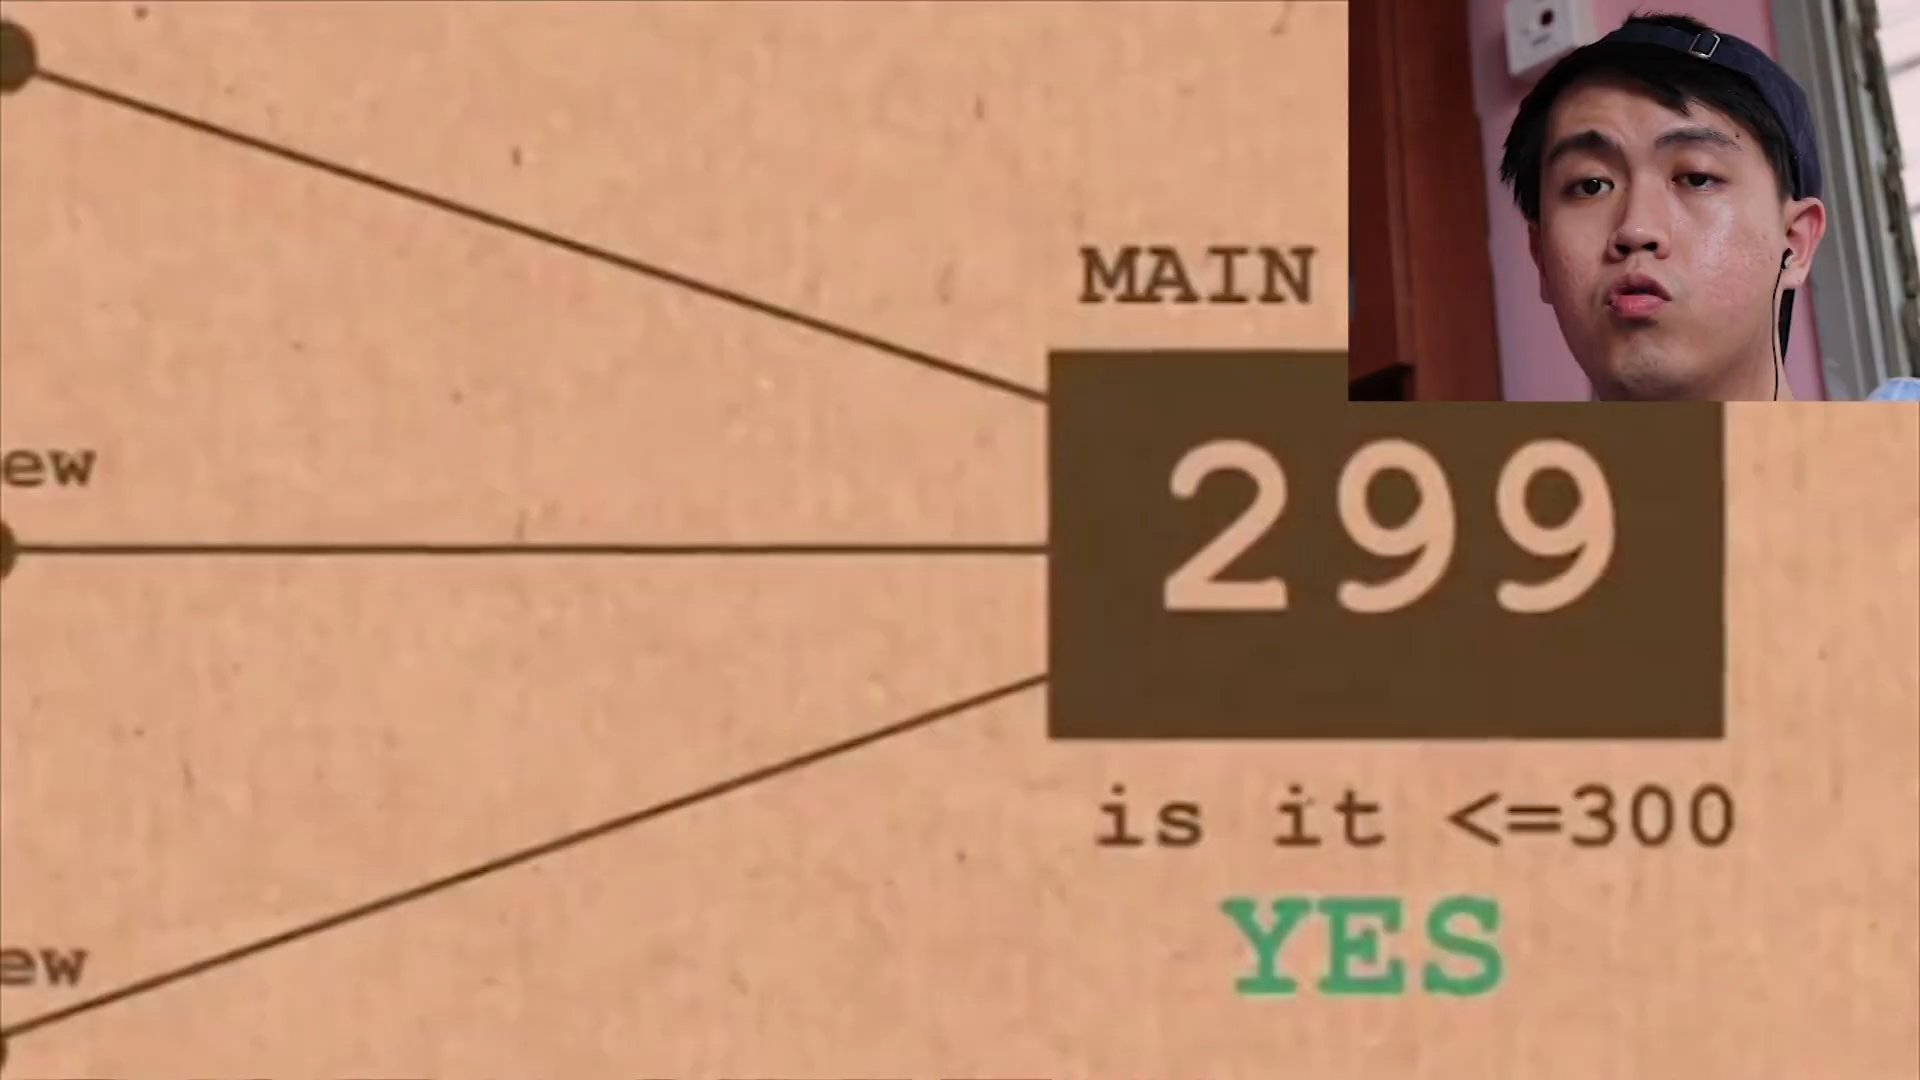 MAIN
ew
299
is it <=300
YES
ew